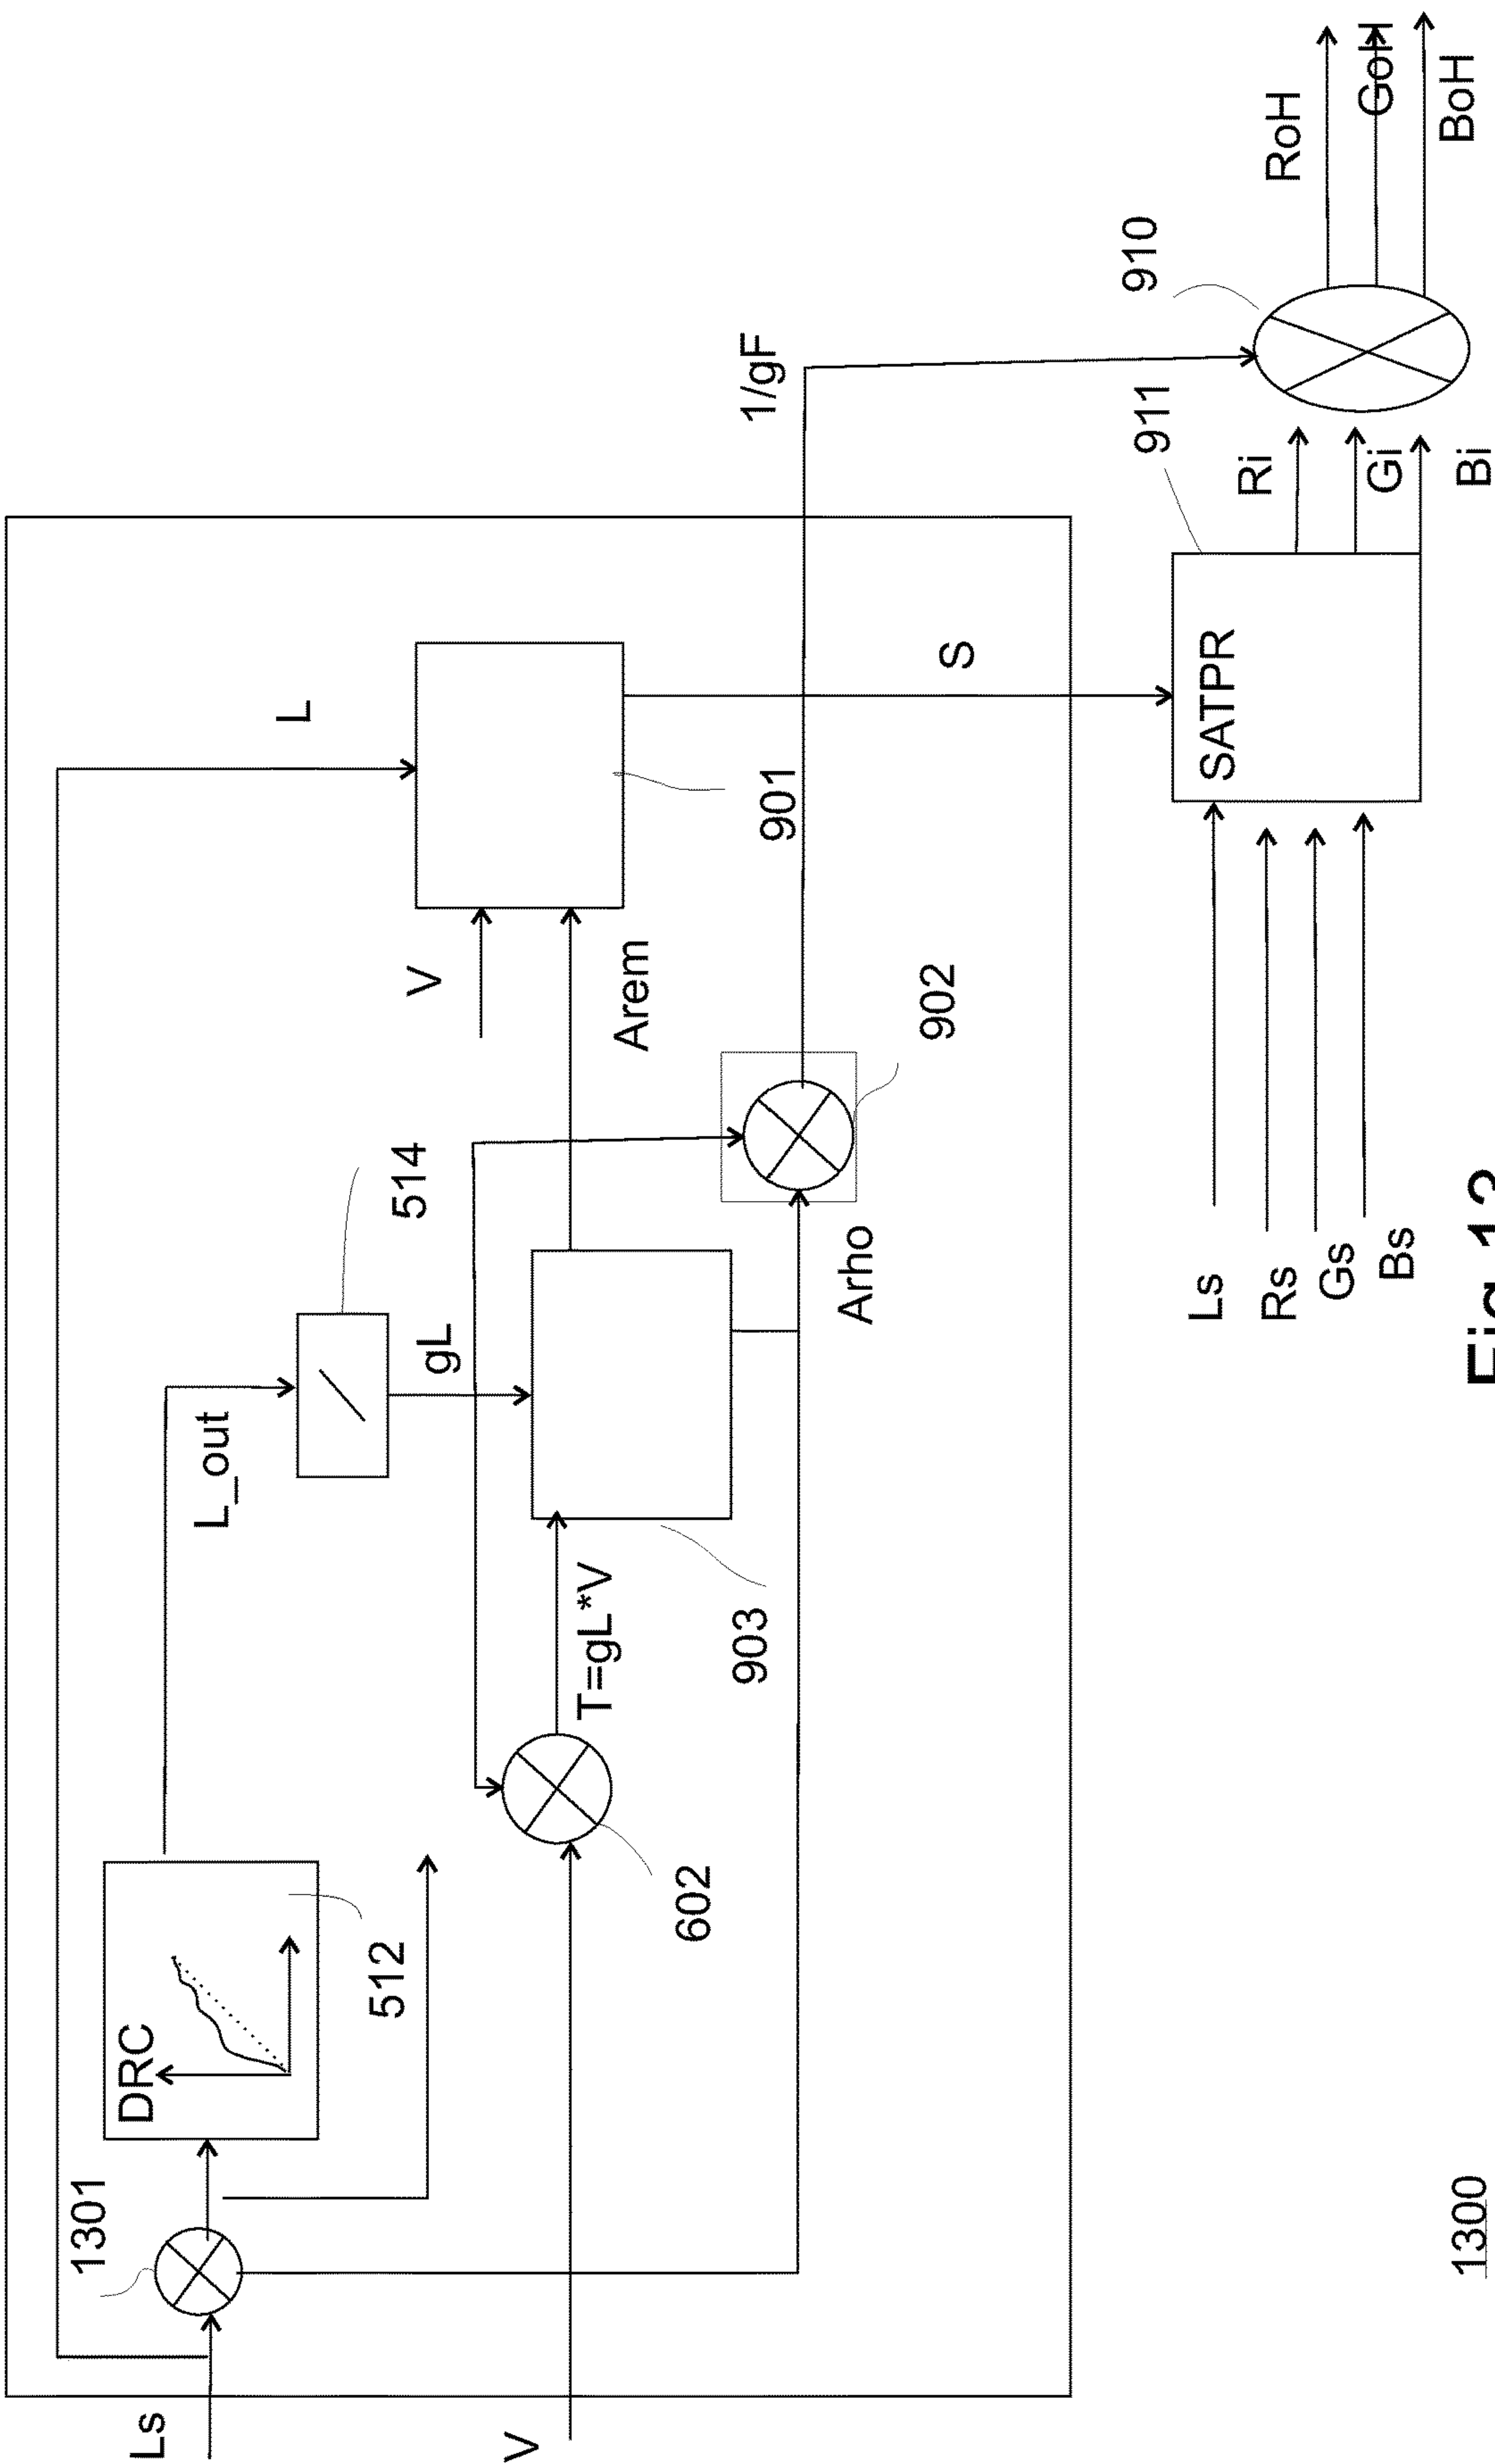 Ls
1301
DRC
512
L_out
514
L
gL
V
V
602
T=gL*V
903
Arem
901
Arho
902
S
1/gF
910
911
SATPR
Ls
Rs
Gs
Bs
Ri
Gi
Bi
RoH
GoH
BoH
1300
Fig